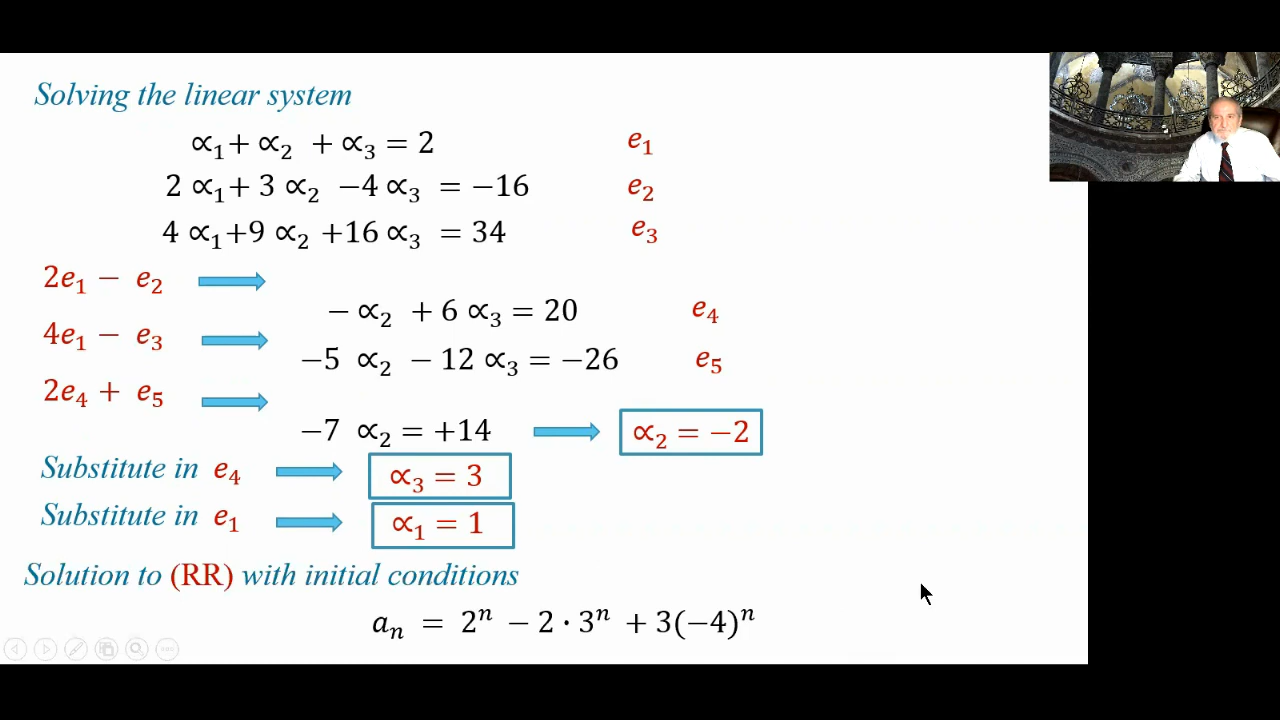 Solving the linear system
∝₁+ ∝₂ + ∝₃ = 2 e₁
2 ∝₁+ 3 ∝₂ −4 ∝₃ = −16 e₂
4 ∝₁+9 ∝₂ +16 ∝₃ = 34 e₃
2e₁ − e₂
− ∝₂ + 6 ∝₃ = 20 e₄
4e₁ − e₃
−5 ∝₂ − 12 ∝₃ = −26 e₅
2e₄ + e₅
−7 ∝₂ = +14 ∝₂ = −2
Substitute in e₄ ∝₃ = 3
Substitute in e₁ ∝₁ = 1
Solution to (RR) with initial conditions
aₙ = 2ⁿ − 2 · 3ⁿ + 3(−4)ⁿ